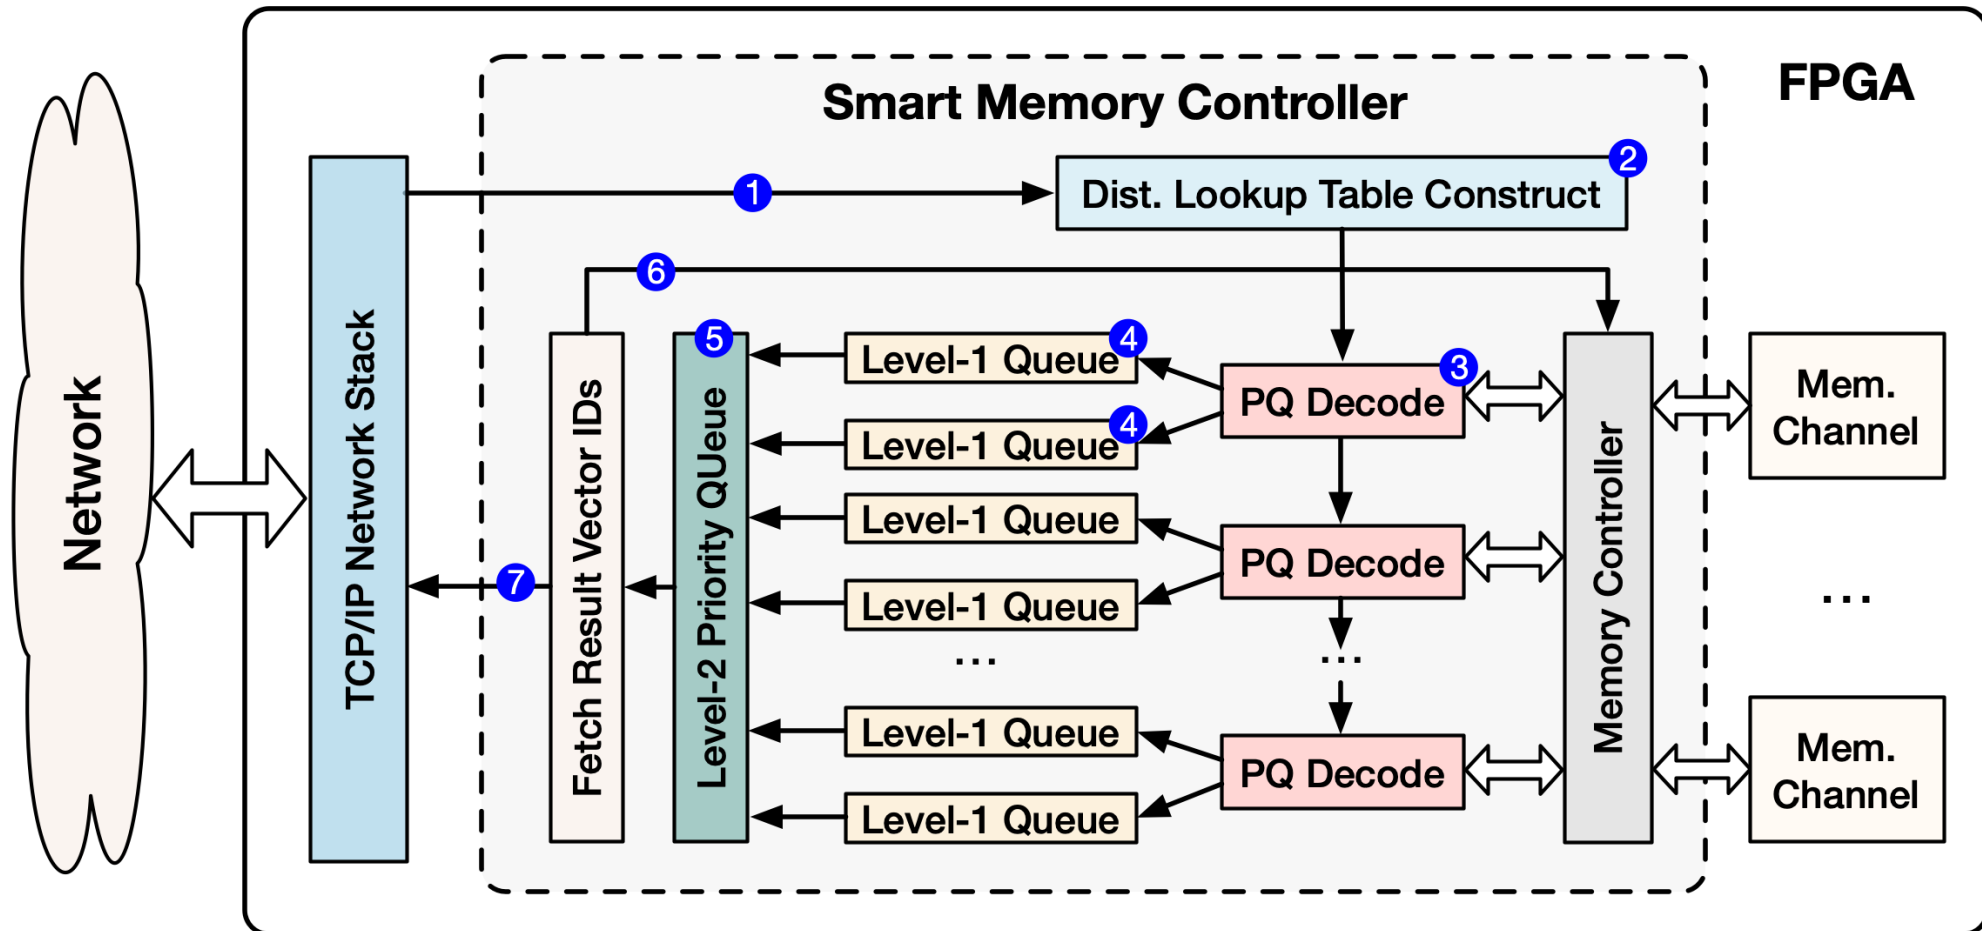 FPGA
Smart Memory Controller
Network
TCP/IP Network Stack
1
2
Dist. Lookup Table Construct
6
Fetch Result Vector IDs
5
Level-2 Priority QUeue
4
Level-1 Queue
4
Level-1 Queue
Level-1 Queue
Level-1 Queue
...
Level-1 Queue
Level-1 Queue
3
PQ Decode
PQ Decode
...
PQ Decode
Memory Controller
Mem.
Channel
...
Mem.
Channel
7